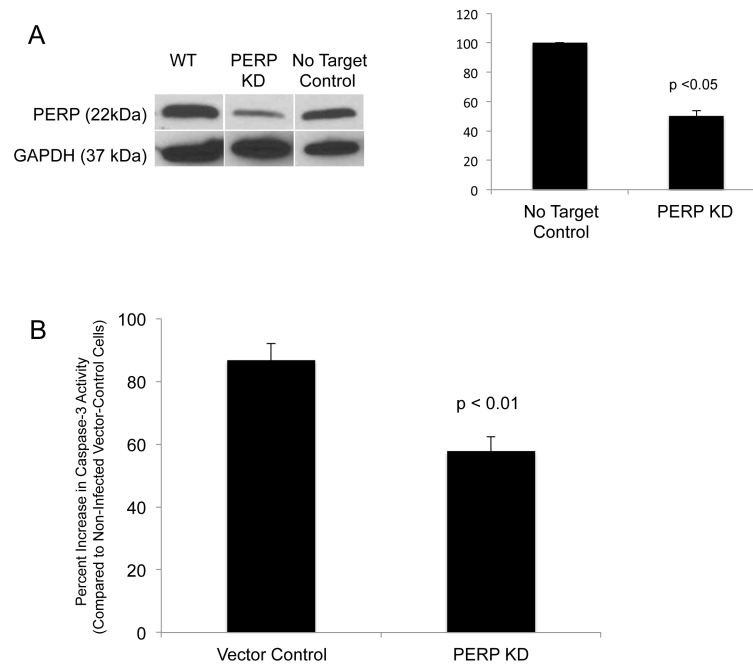 A
WT
PERP
KD
No Target
Control
PERP (22kDa)
GAPDH (37 kDa)
120
100
80
60
40
20
0
p <0.05
No Target
Control
PERP KD
B
Percent Increase in Caspase-3 Activity
(Compared to Non-Infected Vector-Control Cells)
100
80
60
40
20
0
p < 0.01
Vector Control
PERP KD